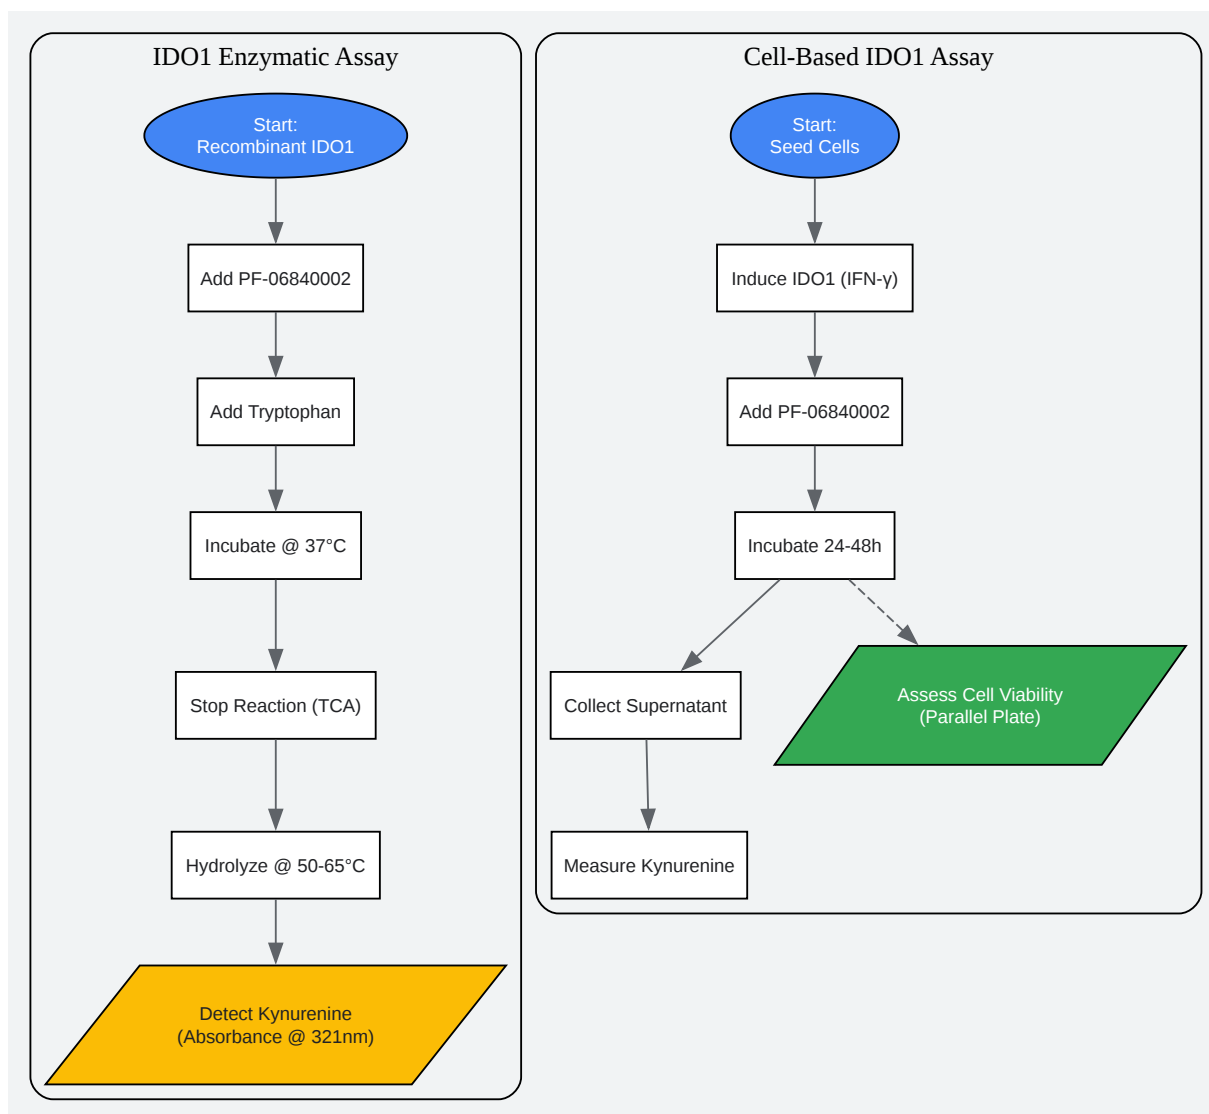 IDO1 Enzymatic Assay
Start:
Recombinant IDO1
Add PF-06840002
Add Tryptophan
Incubate @ 37°C
Stop Reaction (TCA)
Hydrolyze @ 50-65°C
Detect Kynurenine
(Absorbance @ 321nm)
Cell-Based IDO1 Assay
Start:
Seed Cells
Induce IDO1 (IFN-γ)
Add PF-06840002
Incubate 24-48h
Collect Supernatant
Assess Cell Viability
(Parallel Plate)
Measure Kynurenine